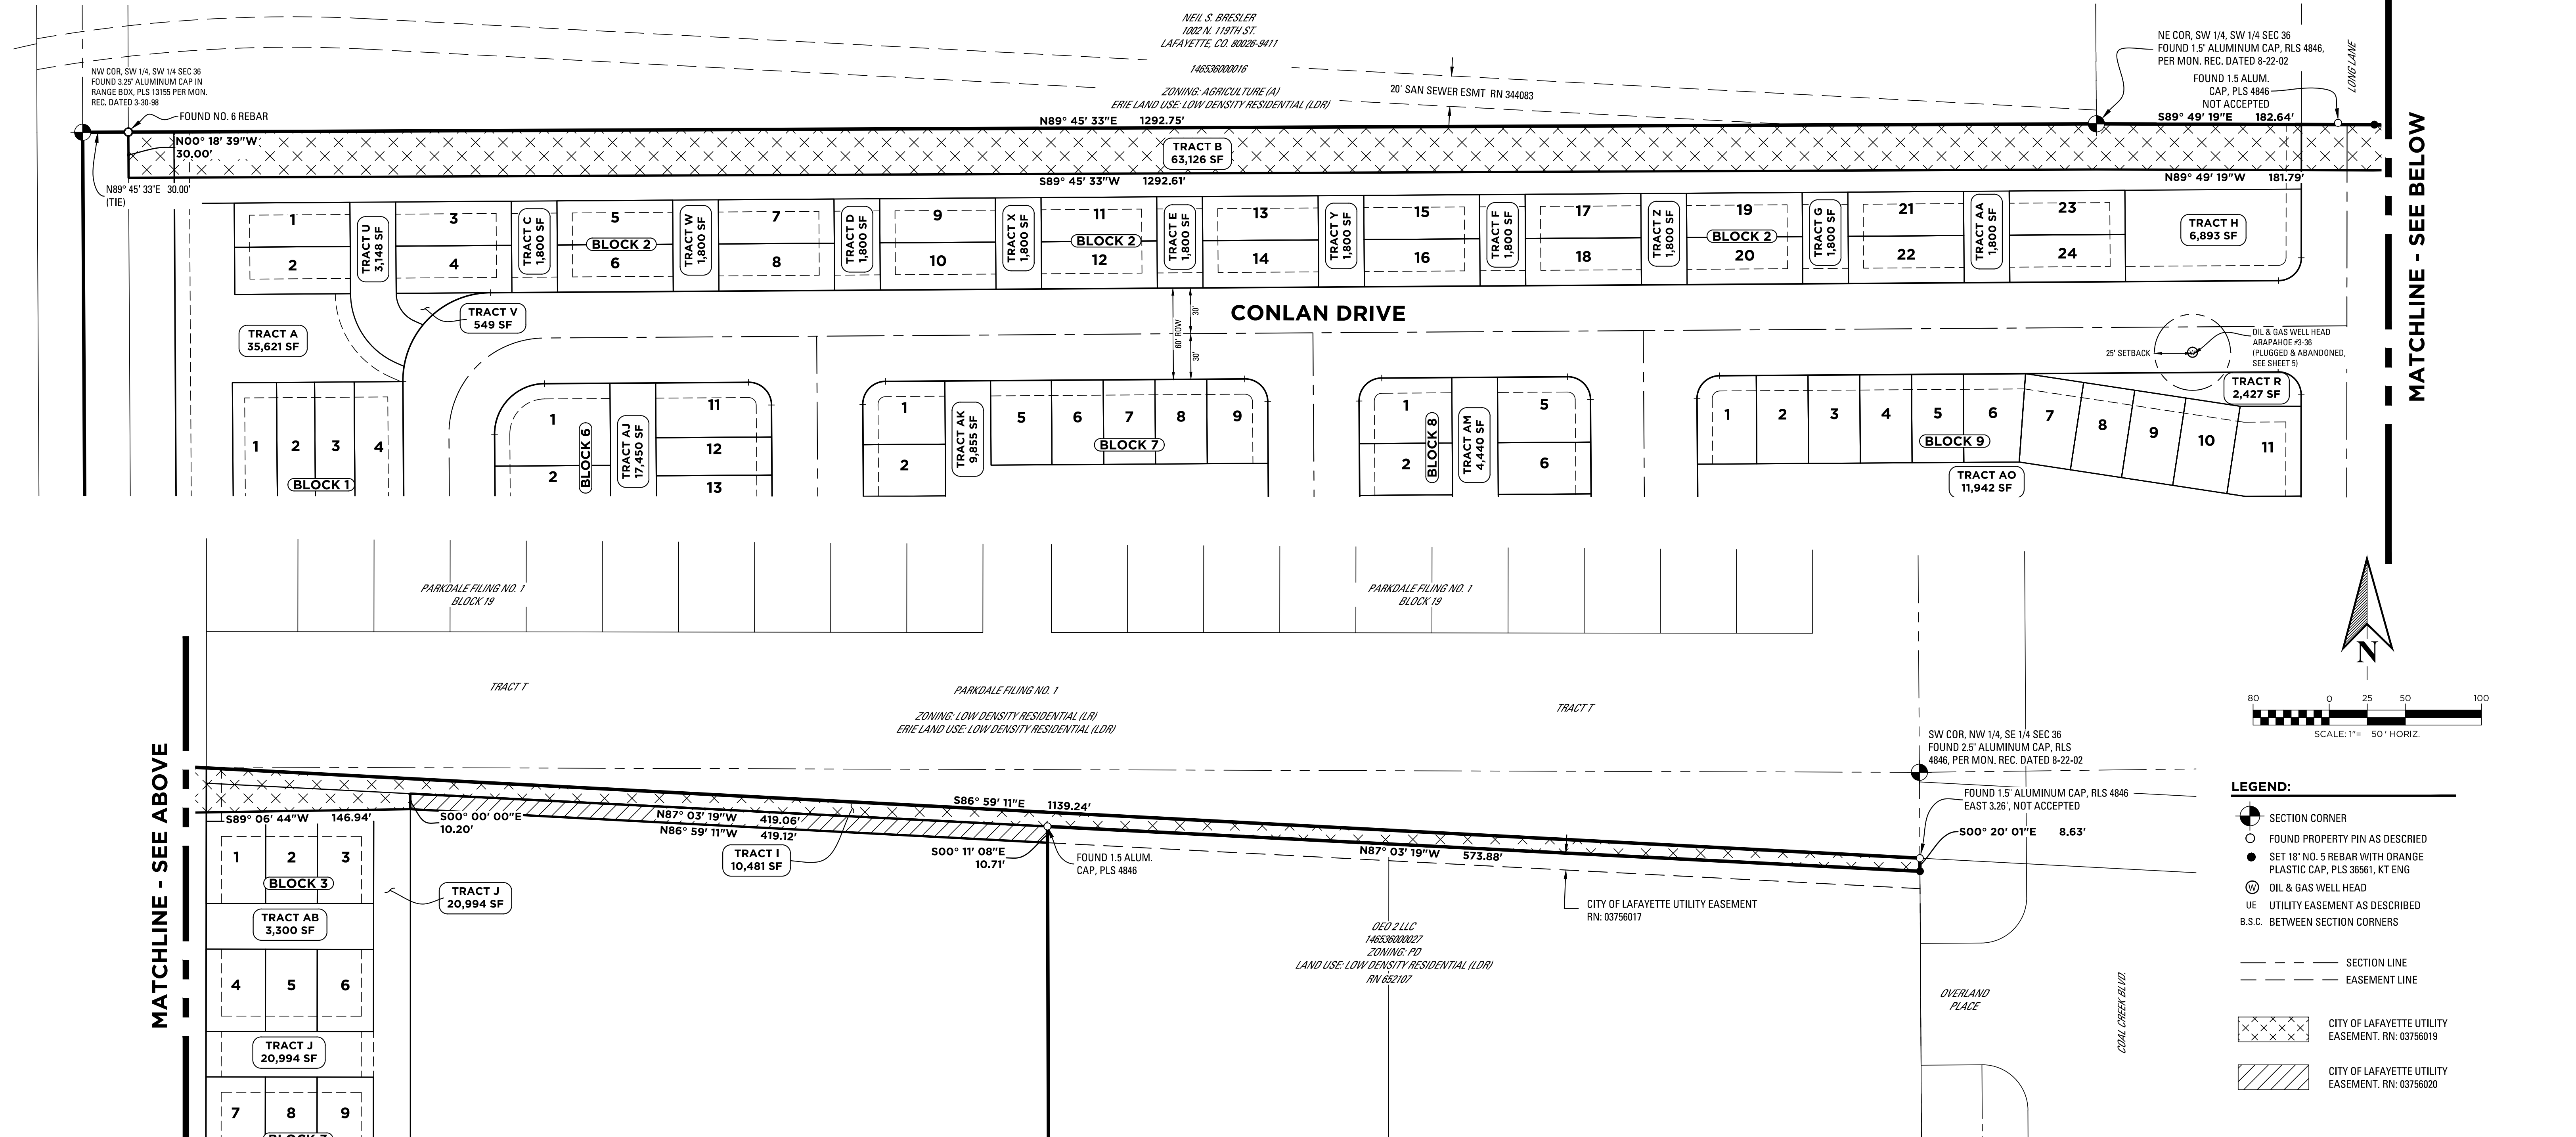 NEIL S. BRESLER
1002 N. 119TH ST.
LAFAYETTE, CO. 80026-9411
146536000016
ZONING: AGRICULTURE (A)
ERIE LAND USE: LOW DENSITY RESIDENTIAL (LDR)
20' SAN SEWER ESMT RN 344083
NE COR, SW 1/4, SW 1/4 SEC 36
FOUND 1.5" ALUMINUM CAP, RLS 4846,
PER MON. REC. DATED 8-22-02
FOUND 1.5 ALUM.
CAP, PLS 4846
NOT ACCEPTED
LONG LANE
NW COR, SW 1/4, SW 1/4 SEC 36
FOUND 3.25" ALUMINUM CAP IN
RANGE BOX, PLS 13155 PER MON.
REC. DATED 3-30-98
FOUND NO. 6 REBAR
N00° 18' 39"W
30.00'
N89° 45' 33"E 30.00'
(TIE)
N89° 45' 33"E 1292.75'
TRACT B
63,126 SF
S89° 45' 33"W 1292.61'
S89° 49' 19"E 182.64'
N89° 49' 19"W 181.79'
MATCHLINE - SEE BELOW
1
2
TRACT U
3,148 SF
3
4
TRACT C
1,800 SF
5
BLOCK 2
6
TRACT W
1,800 SF
7
8
TRACT D
1,800 SF
9
10
TRACT X
1,800 SF
11
BLOCK 2
12
TRACT E
1,800 SF
13
14
TRACT Y
1,800 SF
15
16
TRACT F
1,800 SF
17
18
TRACT Z
1,800 SF
19
BLOCK 2
20
TRACT G
1,800 SF
21
22
TRACT AA
1,800 SF
23
24
TRACT H
6,893 SF
TRACT V
549 SF
TRACT A
35,621 SF
60' ROW
30'
30'
CONLAN DRIVE
25' SETBACK
W
OIL & GAS WELL HEAD
ARAPAHOE #3-36
(PLUGGED & ABANDONED,
SEE SHEET 5)
TRACT R
2,427 SF
1
2
3
4
BLOCK 1
1
2
BLOCK 6
TRACT AJ
17,450 SF
11
12
13
1
2
TRACT AK
9,855 SF
5
6
7
8
9
BLOCK 7
1
2
BLOCK 8
TRACT AM
4,440 SF
5
6
1
2
3
4
5
6
7
8
9
10
11
BLOCK 9
TRACT AO
11,942 SF
PARKDALE FILING NO. 1
BLOCK 19
PARKDALE FILING NO. 1
BLOCK 19
TRACT T
PARKDALE FILING NO. 1
ZONING: LOW DENSITY RESIDENTIAL (LR)
ERIE LAND USE: LOW DENSITY RESIDENTIAL (LDR)
TRACT T
N
80 0 25 50 100
SCALE: 1"= 50 ' HORIZ.
MATCHLINE - SEE ABOVE
SW COR, NW 1/4, SE 1/4 SEC 36
FOUND 2.5" ALUMINUM CAP, RLS
4846, PER MON. REC. DATED 8-22-02
FOUND 1.5" ALUMINUM CAP, RLS 4846
EAST 3.26', NOT ACCEPTED
S00° 20' 01"E 8.63'
S86° 59' 11"E 1139.24'
S89° 06' 44"W 146.94'
S00° 00' 00"E
10.20'
N87° 03' 19"W 419.06'
N86° 59' 11"W 419.12'
TRACT I
10,481 SF
S00° 11' 08"E
10.71'
FOUND 1.5 ALUM.
CAP, PLS 4846
N87° 03' 19"W 573.88'
CITY OF LAFAYETTE UTILITY EASEMENT
RN: 03756017
OEO 2 LLC
146536000027
ZONING: PD
LAND USE: LOW DENSITY RESIDENTIAL (LDR)
RN 652107
OVERLAND
PLACE
COAL CREEK BLVD.
1
2
3
BLOCK 3
TRACT J
20,994 SF
TRACT AB
3,300 SF
4
5
6
TRACT J
20,994 SF
7
8
9
BLOCK 3
LEGEND:
SECTION CORNER
FOUND PROPERTY PIN AS DESCRIED
SET 18" NO. 5 REBAR WITH ORANGE
PLASTIC CAP, PLS 36561, KT ENG
W OIL & GAS WELL HEAD
UE UTILITY EASEMENT AS DESCRIBED
B.S.C. BETWEEN SECTION CORNERS
SECTION LINE
EASEMENT LINE
CITY OF LAFAYETTE UTILITY
EASEMENT. RN: 03756019
CITY OF LAFAYETTE UTILITY
EASEMENT. RN: 03756020